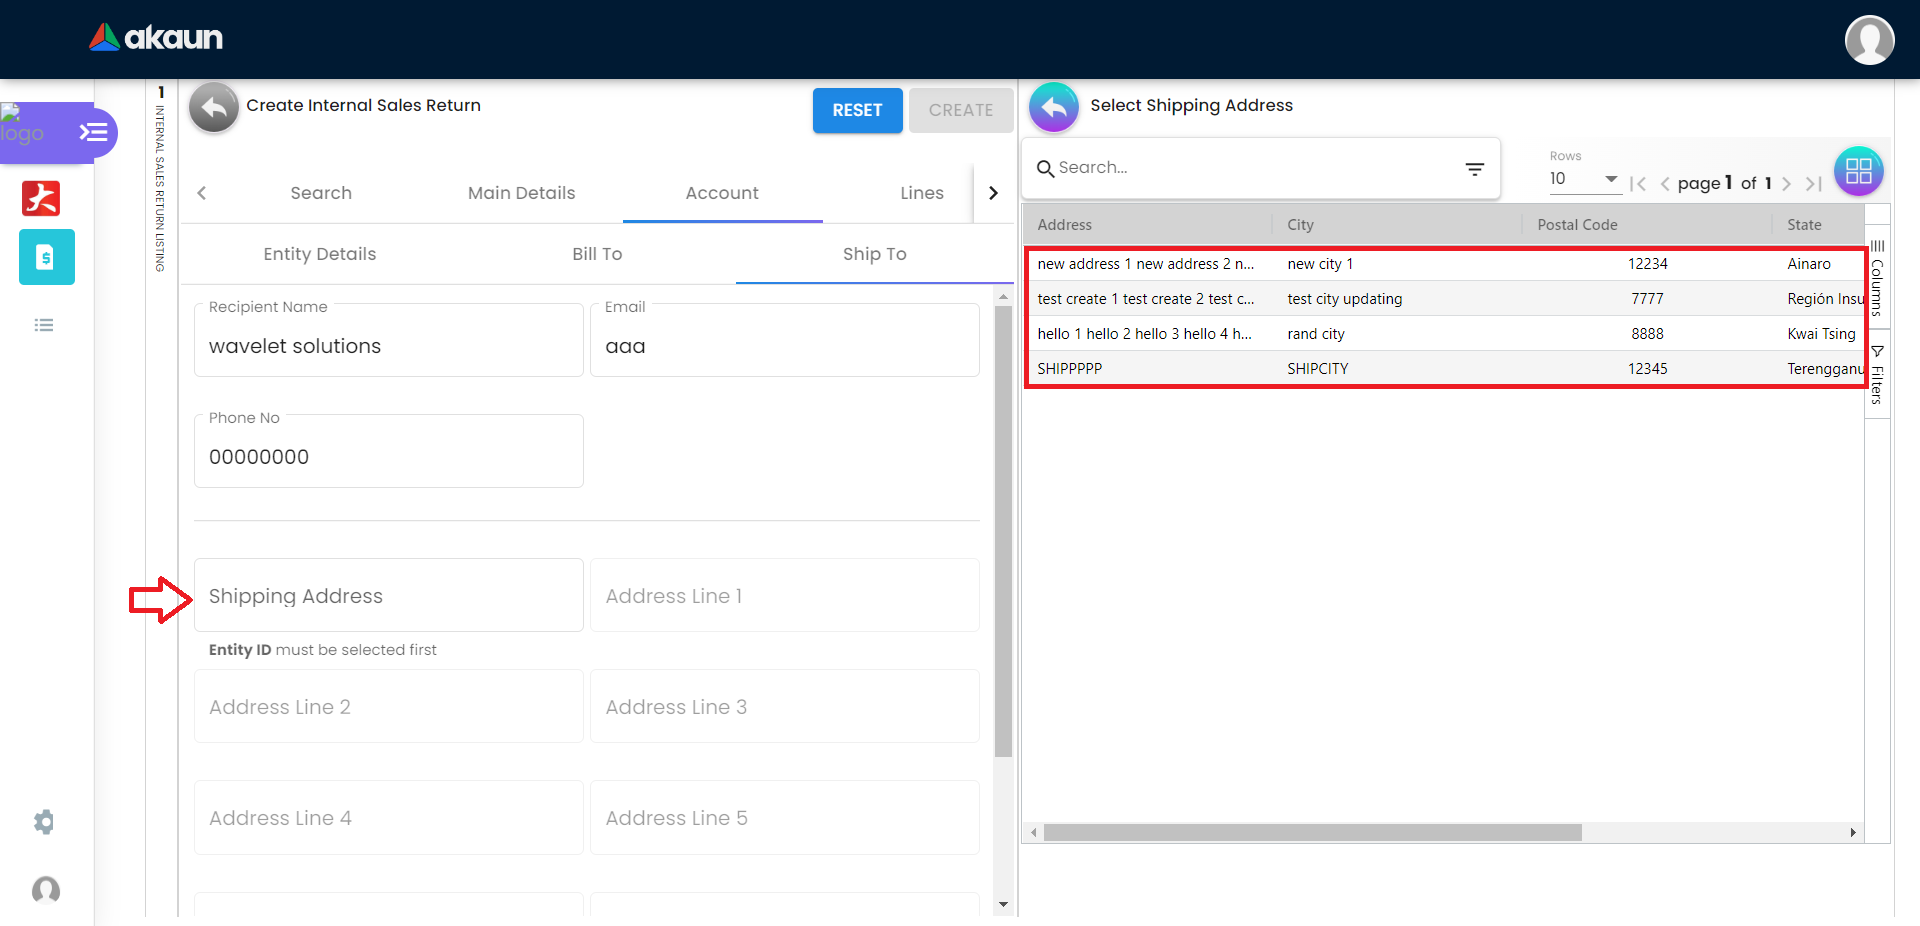 akaun
logo
1
INTERNAL SALES RETURN LISTING
Create Internal Sales Return
RESET
CREATE
Search
Main Details
Account
Lines
Entity Details
Bill To
Ship To
Recipient Name
wavelet solutions
Email
aaa
Phone No
00000000
Shipping Address
Address Line 1
Entity ID must be selected first
Address Line 2
Address Line 3
Address Line 4
Address Line 5
Select Shipping Address
Search...
Rows
10
page 1 of 1
Address City Postal Code State
new address 1 new address 2 n... new city 1 12234 Ainaro
test create 1 test create 2 test c... test city updating 7777 Región Insu
hello 1 hello 2 hello 3 hello 4 h... rand city 8888 Kwai Tsing
SHIPPPPP SHIPCITY 12345 Terengganu
Columns
Filters